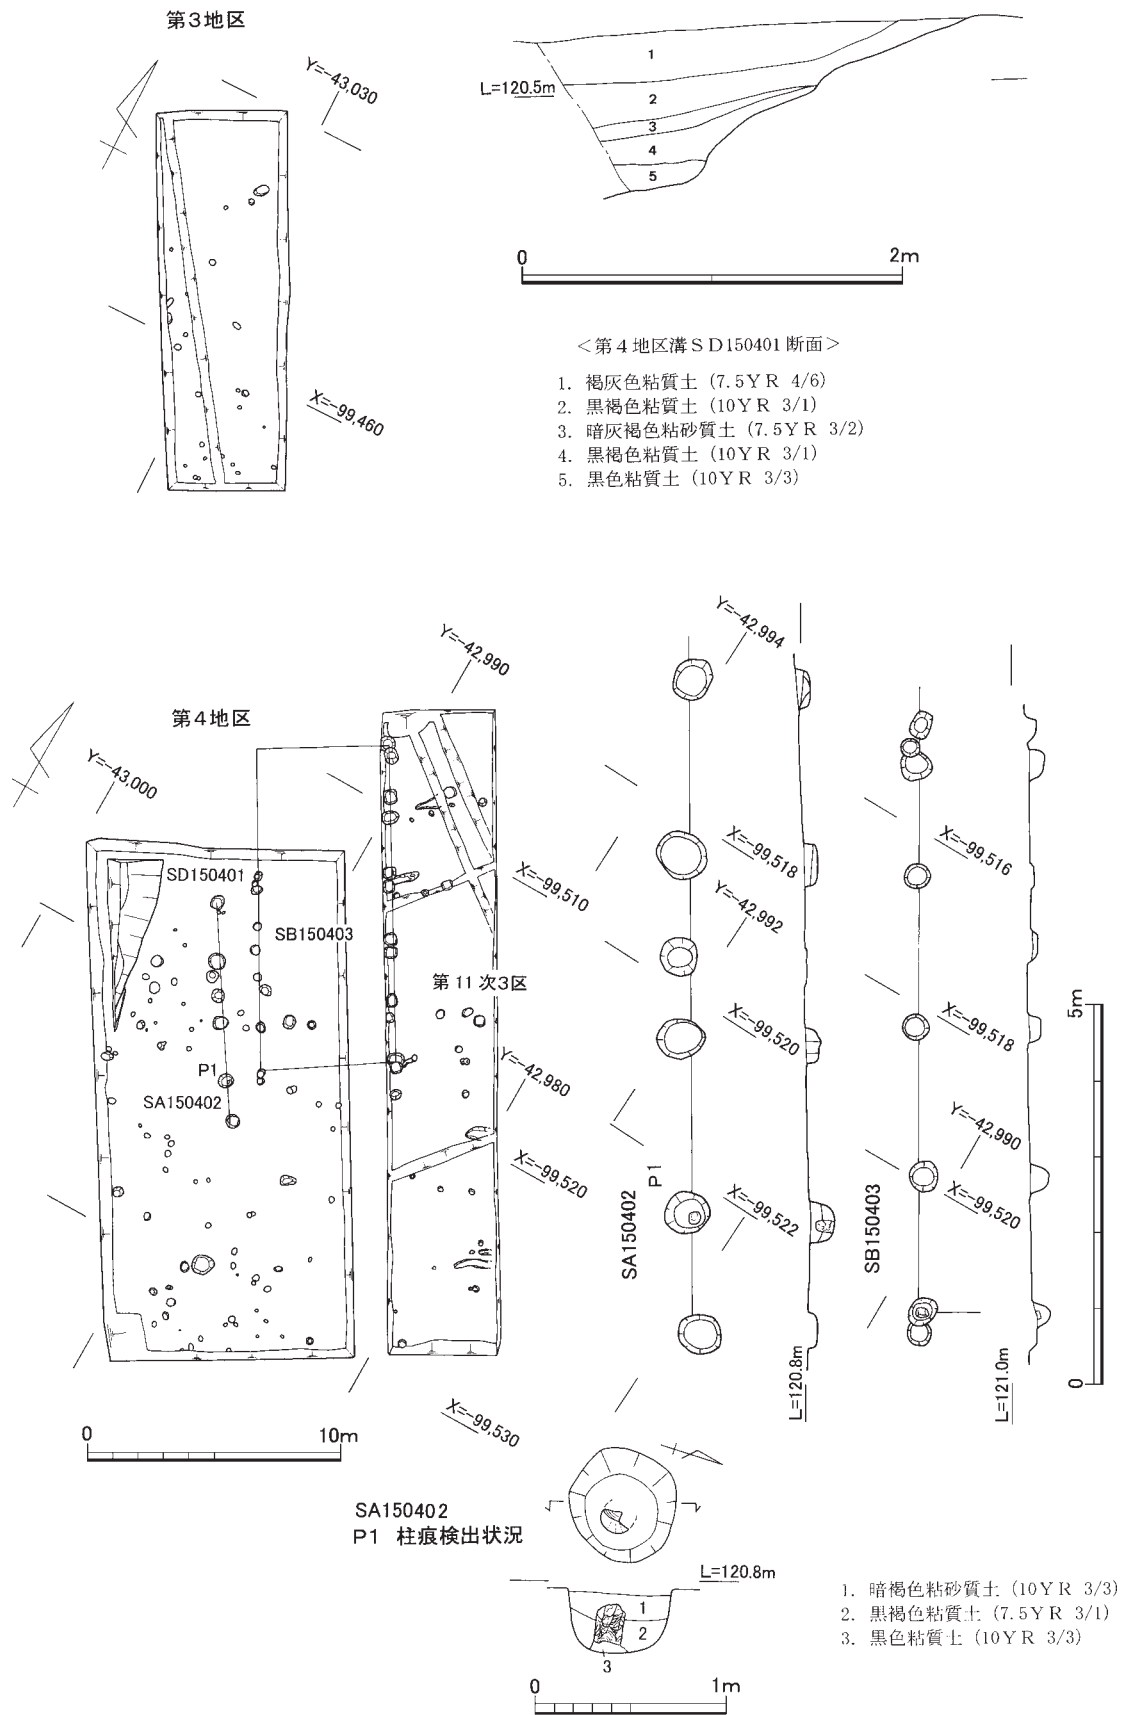 第3地区
Y=-43,030
X=-99,460
1
L=120.5m
2
3
4
5
0 2m
<第4地区溝SD150401断面>
1. 褐灰色粘質土 (7.5YR 4/6)
2. 黒褐色粘質土 (10YR 3/1)
3. 暗灰褐色粘砂質土 (7.5YR 3/2)
4. 黒褐色粘質土 (10YR 3/1)
5. 黒色粘質土 (10YR 3/3)
第4地区
Y=-43,000
Y=-42,990
SD150401
SB150403
X=-99,510
第11次3区
P1
SA150402
Y=-42,980
X=-99,520
X=-99,530
0 10m
Y=-42,994
X=-99,518
Y=-42,992
X=-99,520
P1
SA150402
X=-99,522
L=120.8m
X=-99,516
X=-99,518
Y=-42,990
X=-99,520
SB150403
L=121.0m
5m
0
SA150402
P1 柱痕検出状況
L=120.8m
1
2
3
0 1m
1. 暗褐色粘砂質土 (10YR 3/3)
2. 黒褐色粘質土 (7.5YR 3/1)
3. 黒色粘質土 (10YR 3/3)